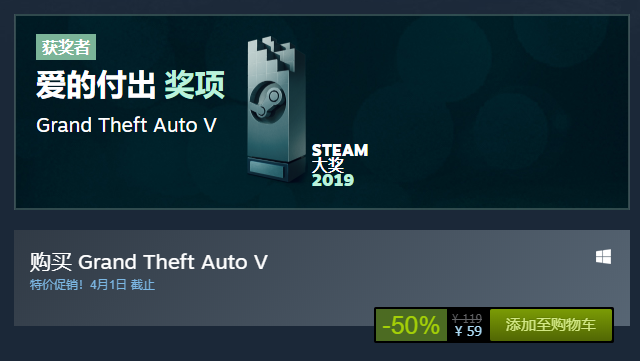 获奖者
爱的付出 奖项
Grand Theft Auto V
STEAM
大奖
2019
购买 Grand Theft Auto V
特价促销！4月1日 截止
-50%
¥ 119
¥ 59
添加至购物车